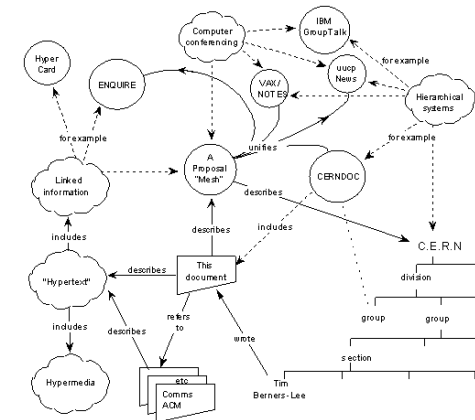 IBM
GroupTalk
Computer
conferencing
for example
Hyper
Card
uucp
News
ENQUIRE
VAX/
NOTES
Hierarchical
systems
for example
unifies
for example
A
Proposal
"Mesh"
CERNDOC
Linked
information
describes
includes
describes
includes
C.E.R.N
This
document
division
"Hypertext"
describes
refers
to
group
group
describes
wrote
includes
section
etc
Tim
Berners-Lee
Hypermedia
Comms
ACM